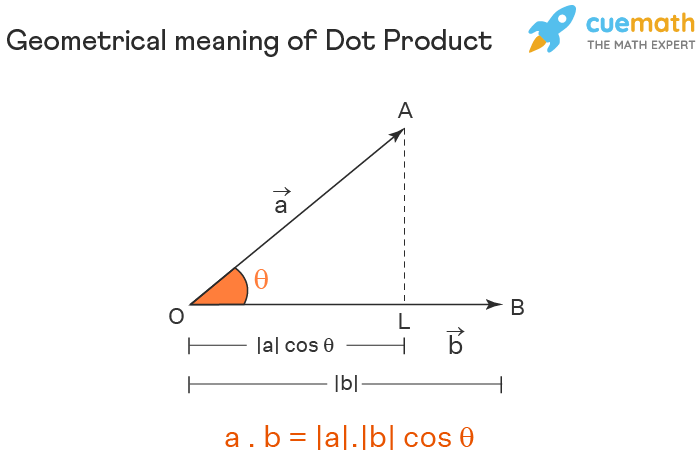 Geometrical meaning of Dot Product
cuemath
THE MATH EXPERT
A
a⃗
θ
O
L
B
|a| cos θ
b⃗
|b|
a . b = |a|.|b| cos θ